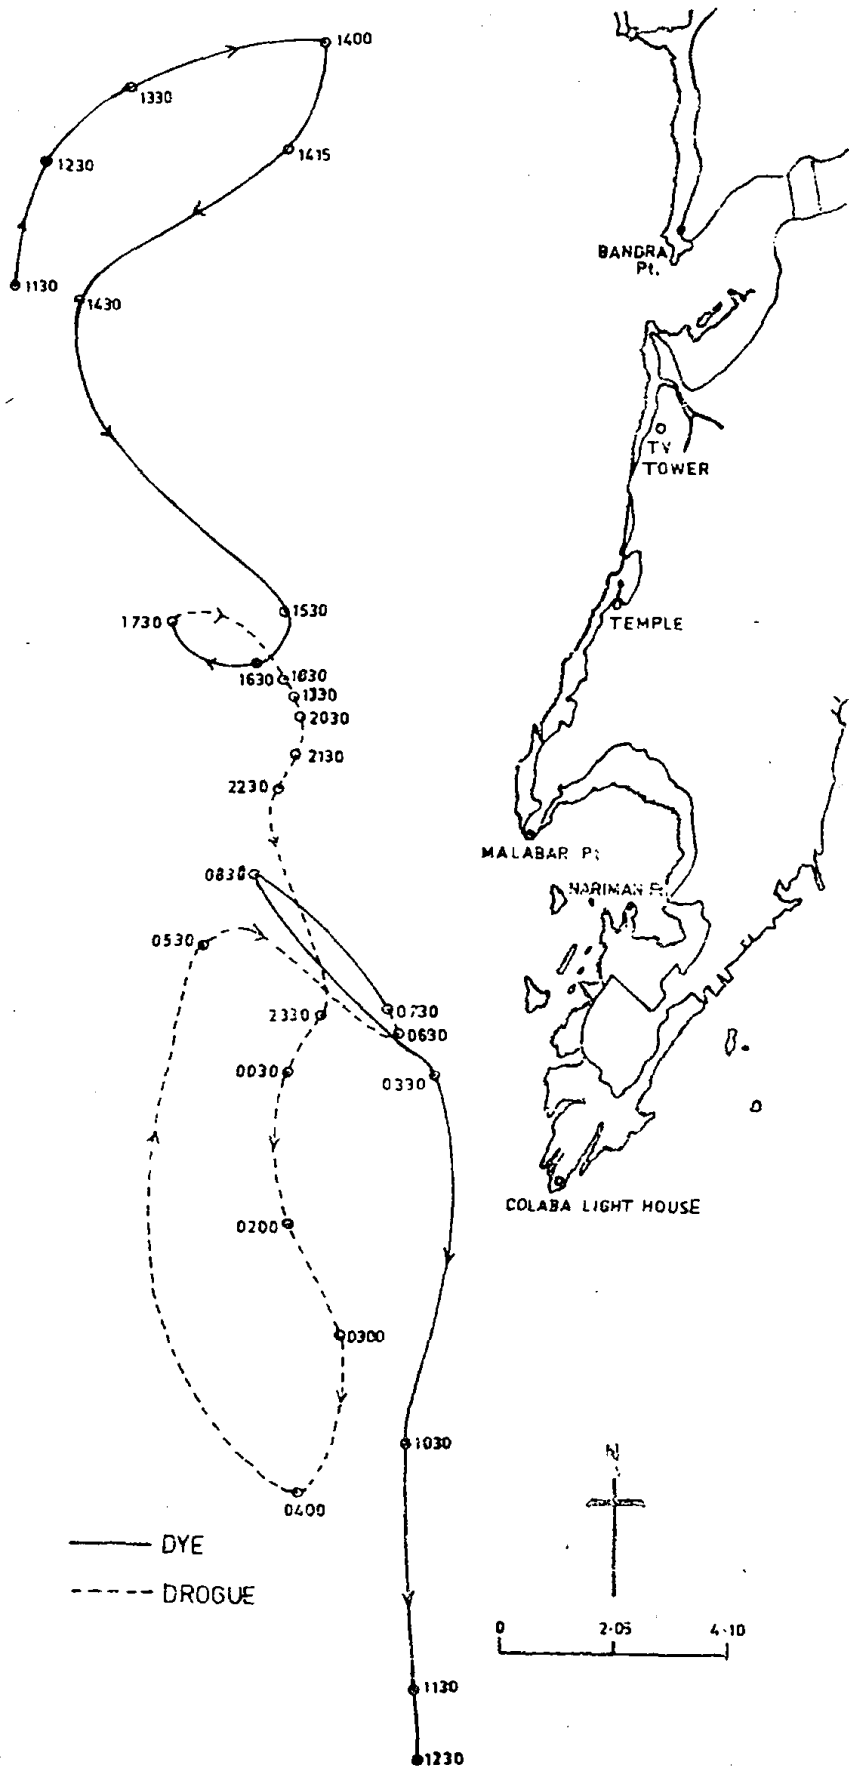 1400
1330
1415
1230
BANDRA
Pt.
1130
1430
TV
TOWER
1530
1730
TEMPLE
1630
1830
1330
2030
2130
2230
MALABAR Pt
0830
NARIMAN Pt.
0530
0730
2330
0630
0030
0330
COLABA LIGHT HOUSE
0200
0300
1030
N
0400
DYE
DROGUE
0
2·05
4·10
1130
1230